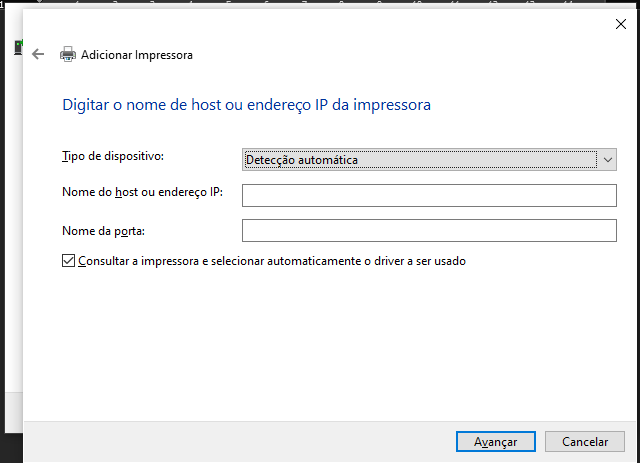 Adicionar Impressora
Digitar o nome de host ou endereço IP da impressora
Tipo de dispositivo:
Detecção automática
Nome do host ou endereço IP:
Nome da porta:
Consultar a impressora e selecionar automaticamente o driver a ser usado
Avançar
Cancelar